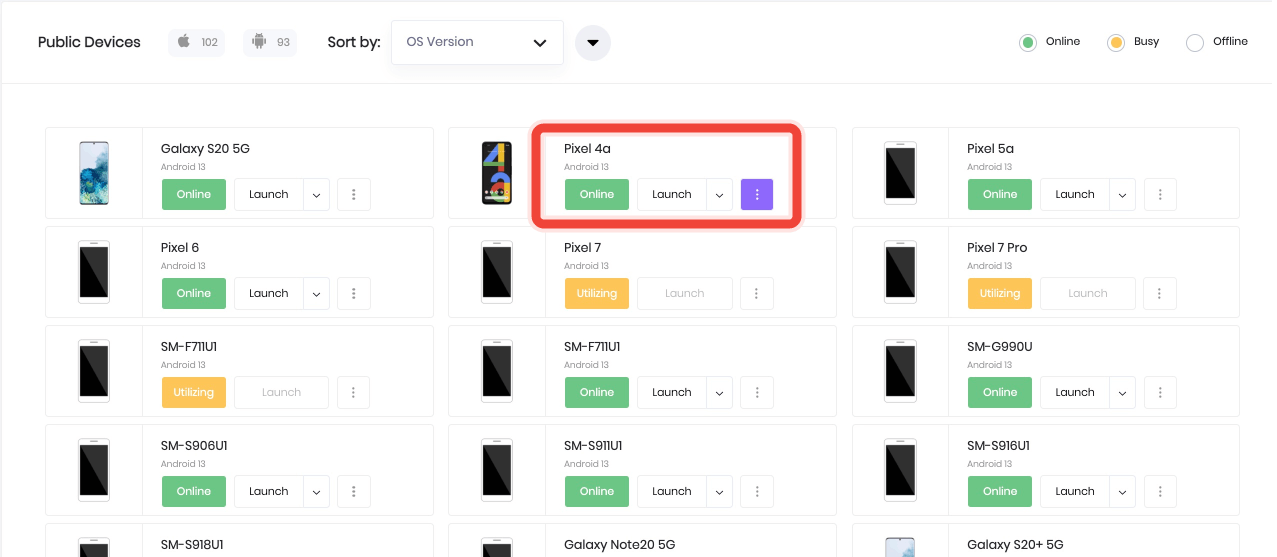 Public Devices
102
93
Sort by:
OS Version
Online
Busy
Offline
Galaxy S20 5G
Android 13
Online
Launch
Pixel 4a
Android 13
Online
Launch
Pixel 5a
Android 13
Online
Launch
Pixel 6
Android 13
Online
Launch
Pixel 7
Android 13
Utilizing
Launch
Pixel 7 Pro
Android 13
Utilizing
Launch
SM-F711U1
Android 13
Utilizing
Launch
SM-F711U1
Android 13
Online
Launch
SM-G990U
Android 13
Online
Launch
SM-S906U1
Android 13
Online
Launch
SM-S911U1
Android 13
Online
Launch
SM-S916U1
Android 13
Online
Launch
SM-S918U1
Galaxy Note20 5G
Galaxy S20+ 5G